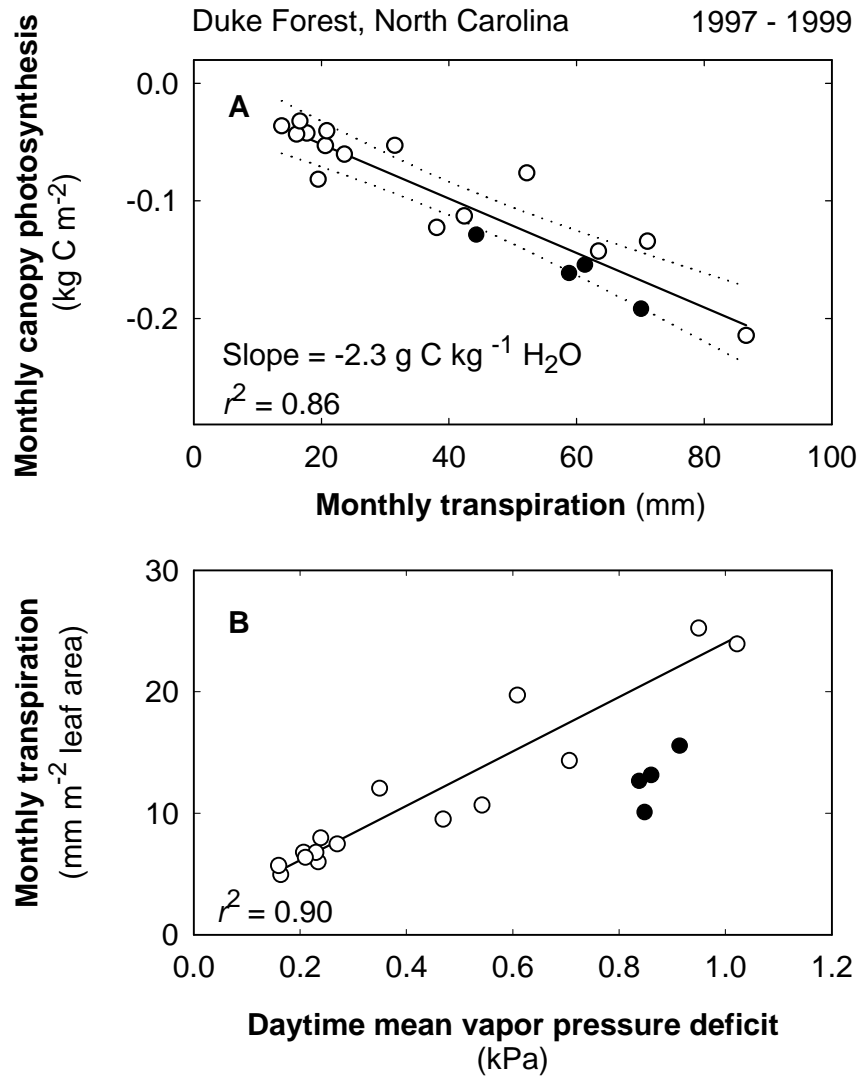 Duke Forest, North Carolina 1997 - 1999
Monthly canopy photosynthesis
(kg C m-2)
0.0
-0.1
-0.2
A
Slope = -2.3 g C kg -1 H2O
r2 = 0.86
0 20 40 60 80 100
Monthly transpiration (mm)
Monthly transpiration
(mm m-2 leaf area)
30
20
10
0
B
r2 = 0.90
0.0 0.2 0.4 0.6 0.8 1.0 1.2
Daytime mean vapor pressure deficit
(kPa)